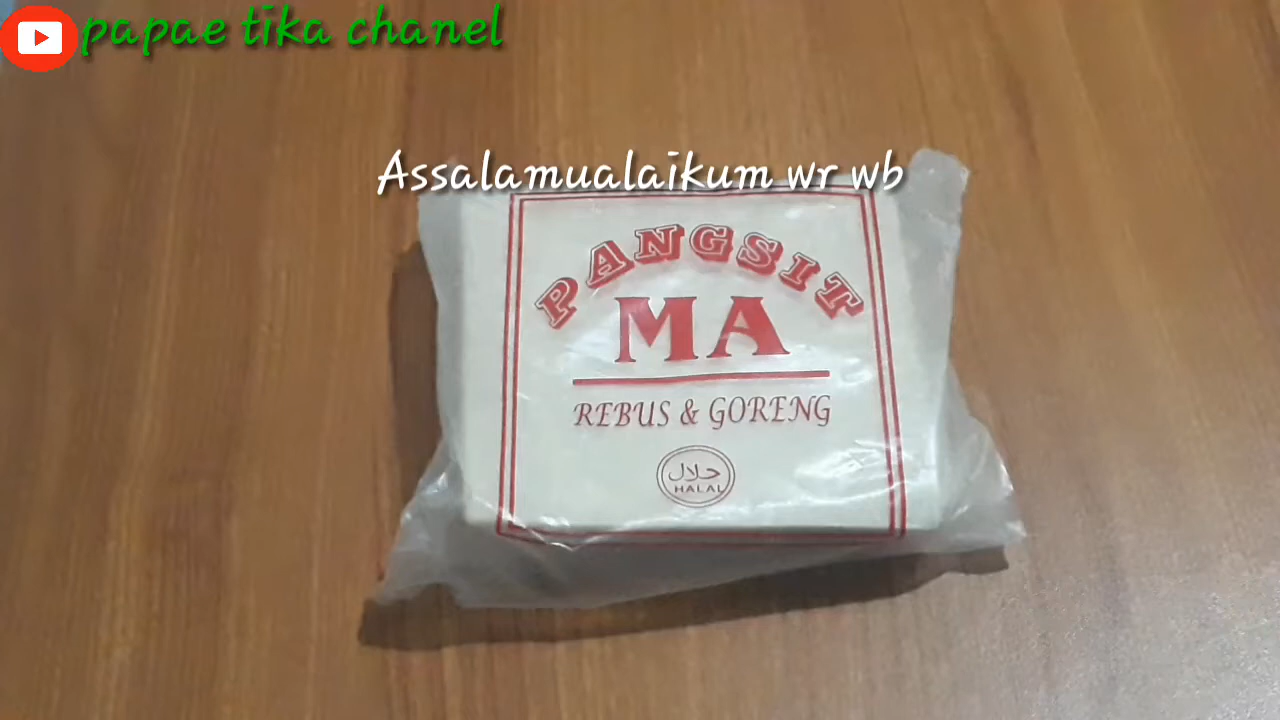 papae tika chanel
Assalamualaikum wr wb
PANGSIT
MA
REBUS & GORENG
حلال
HALAL